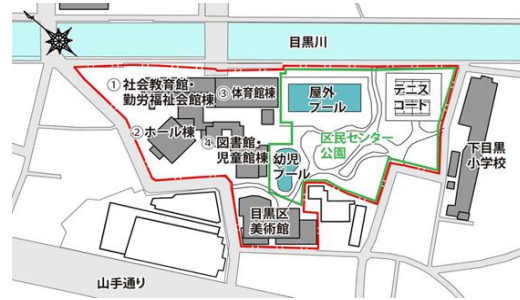 目黒川
①社会教育館・
勤労福祉会館棟
③体育館棟
屋外
プール
テニス
コート
②ホール棟
④図書館・
児童館棟
区民センター
公園
幼児
プール
下目黒
小学校
目黒区
美術館
山手通り